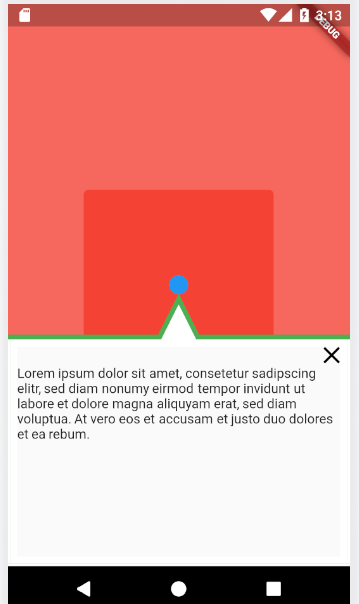 3:13
DEBUG
Lorem ipsum dolor sit amet, consetetur sadipscing
elitr, sed diam nonumy eirmod tempor invidunt ut
labore et dolore magna aliquyam erat, sed diam
voluptua. At vero eos et accusam et justo duo dolores
et ea rebum.